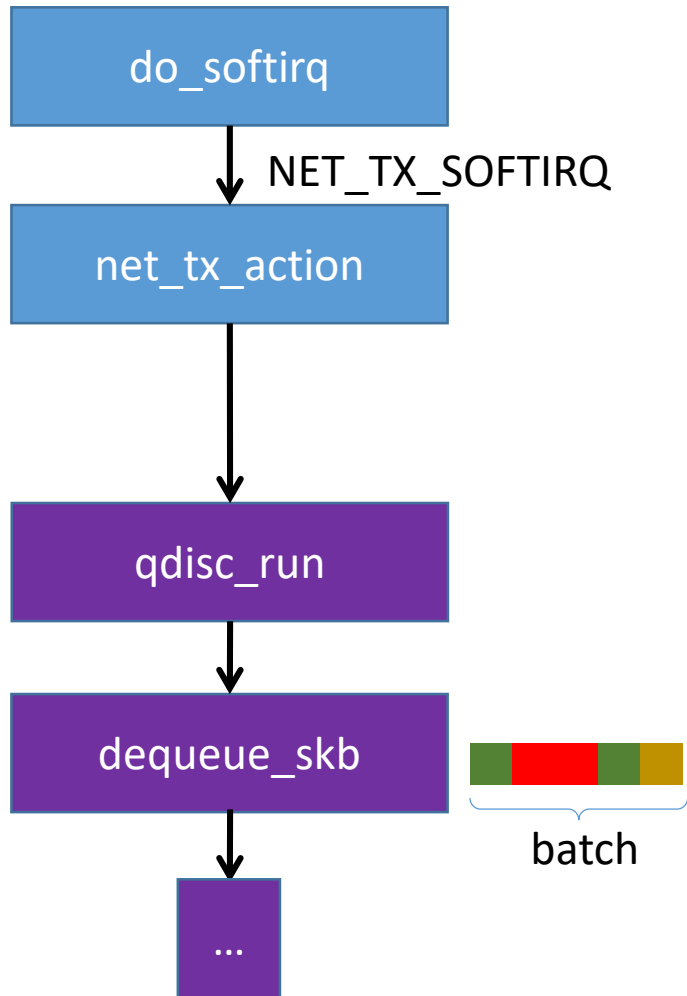 do_softirq
NET_TX_SOFTIRQ
net_tx_action
qdisc_run
dequeue_skb
batch
...